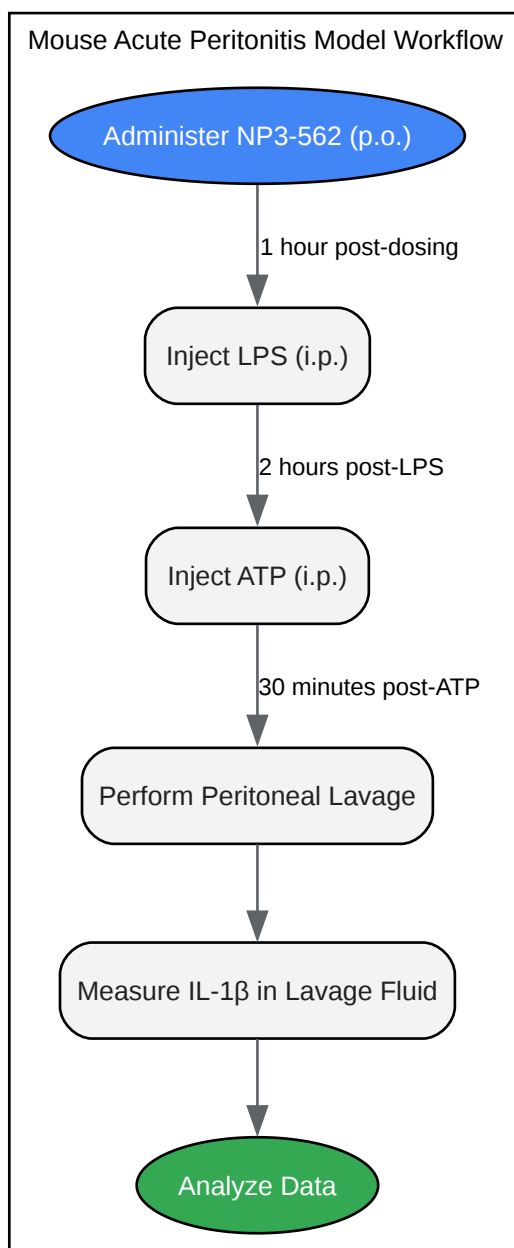 Mouse Acute Peritonitis Model Workflow
Administer NP3-562 (p.o.)
1 hour post-dosing
Inject LPS (i.p.)
2 hours post-LPS
Inject ATP (i.p.)
30 minutes post-ATP
Perform Peritoneal Lavage
Measure IL-1β in Lavage Fluid
Analyze Data